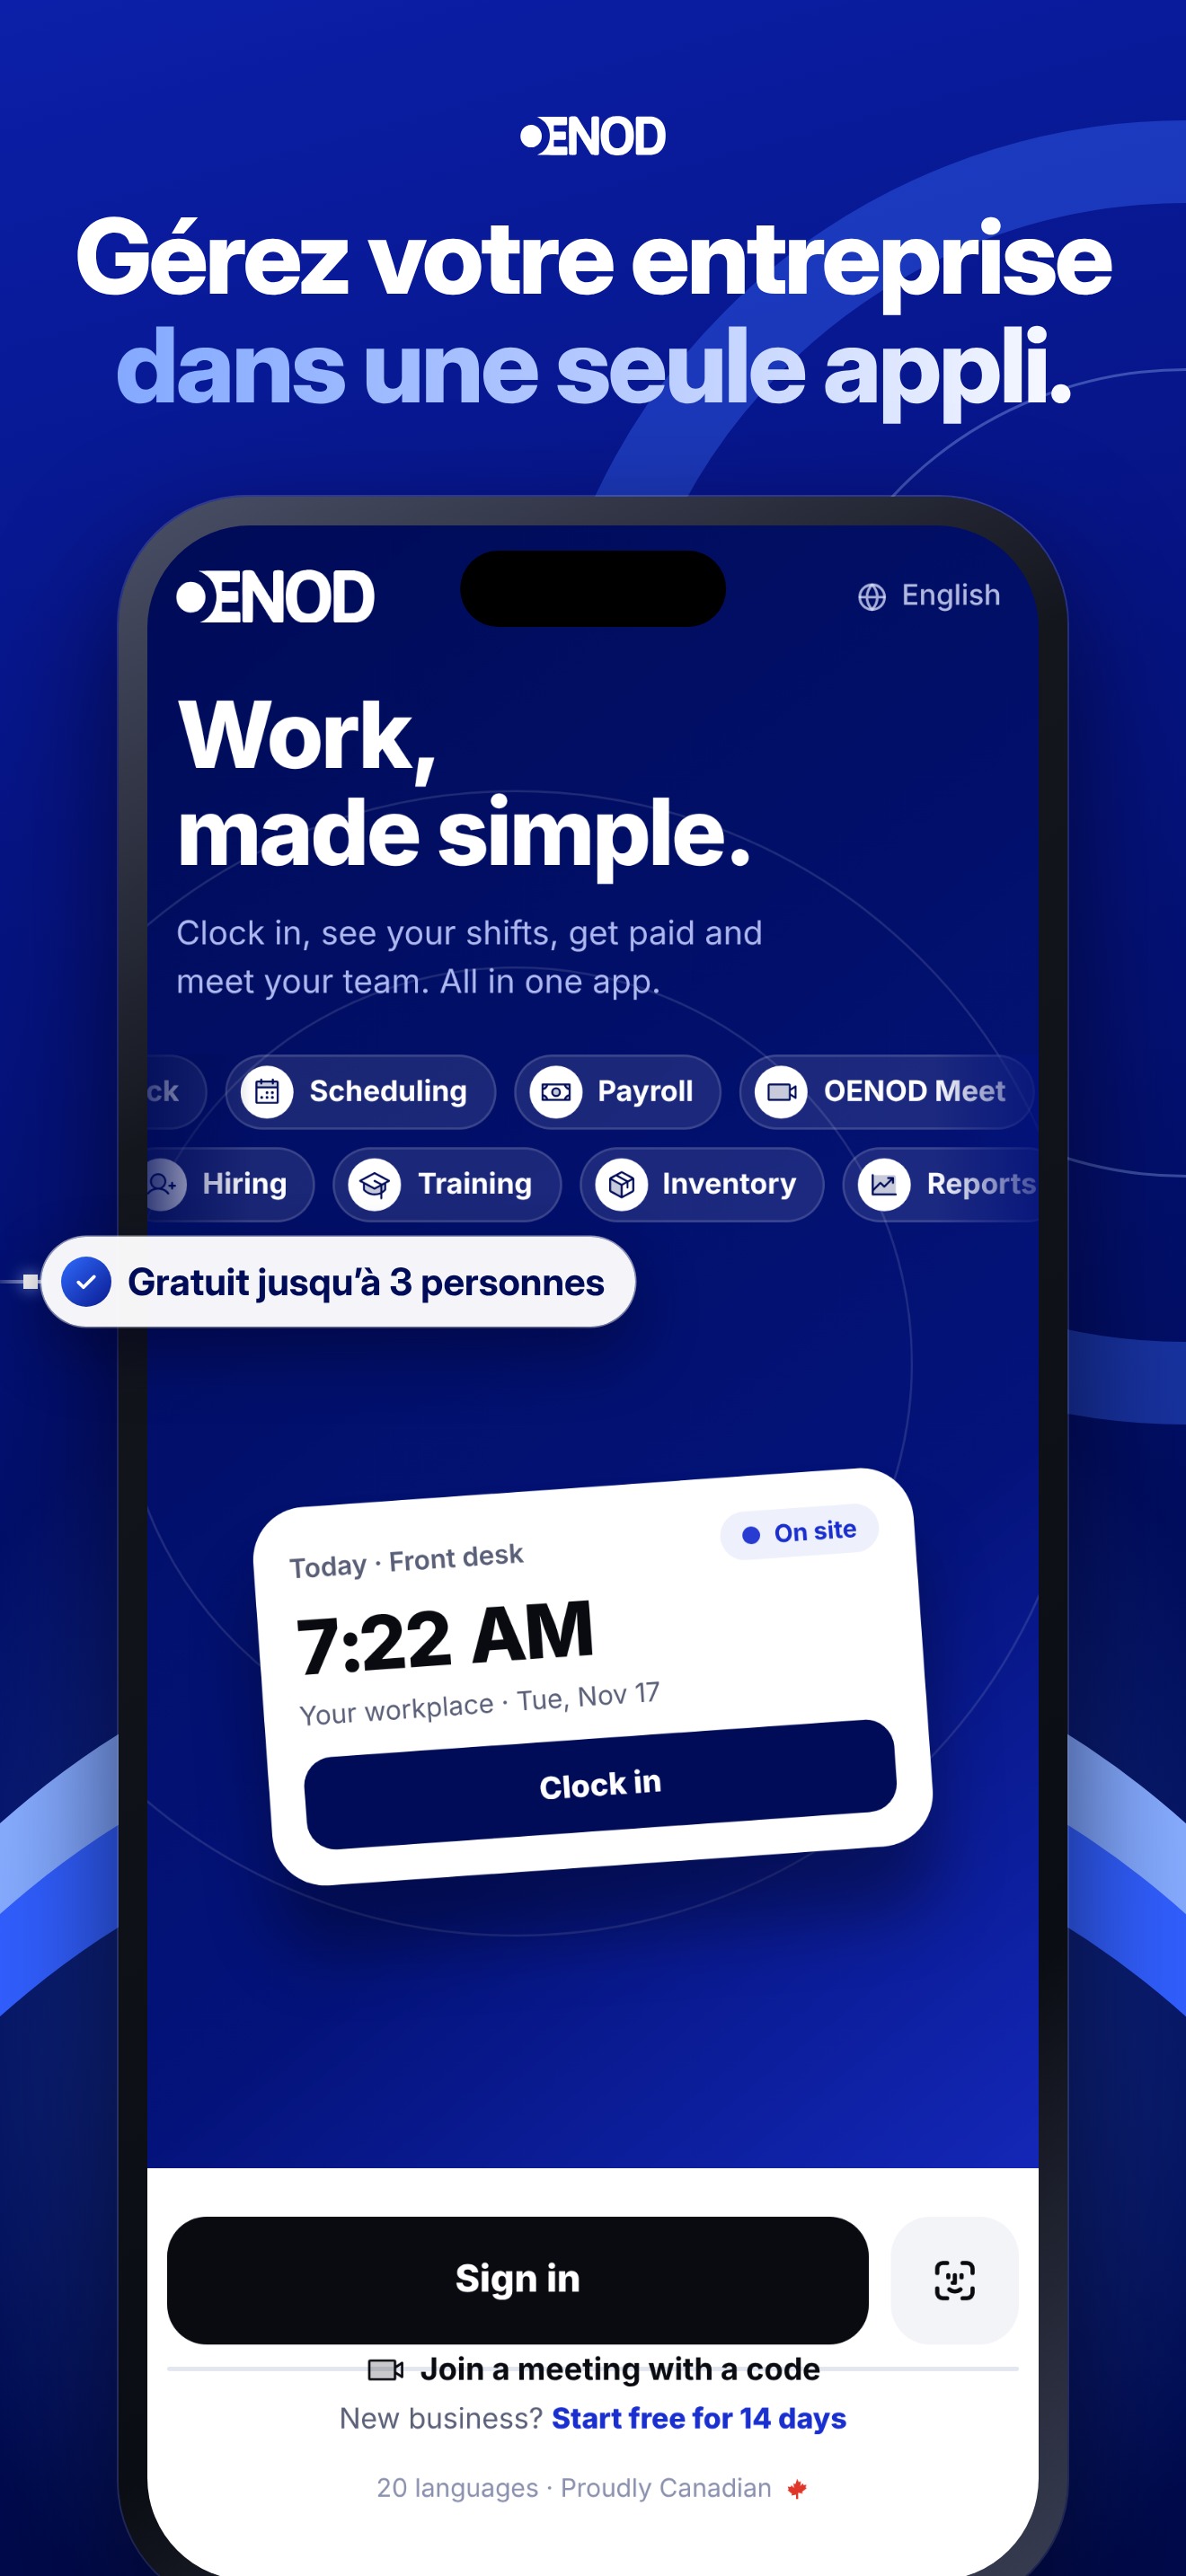 OENOD
Gérez votre entreprise
dans une seule appli.
OENOD
English
Work,
made simple.
Clock in, see your shifts, get paid and
meet your team. All in one app.
ck
Scheduling
Payroll
OENOD Meet
Hiring
Training
Inventory
Reports
Gratuit jusqu’à 3 personnes
On site
Today · Front desk
7:22 AM
Your workplace · Tue, Nov 17
Clock in
Sign in
Join a meeting with a code
New business? Start free for 14 days
20 languages · Proudly Canadian